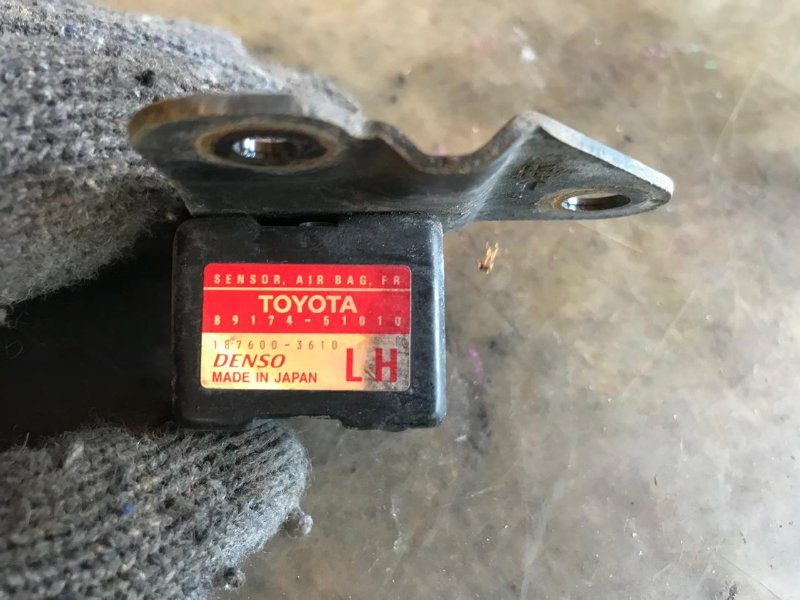 SENSOR, AIR BAG, FR
TOYOTA
89174-51010
187600-3610
DENSO
MADE IN JAPAN
LH